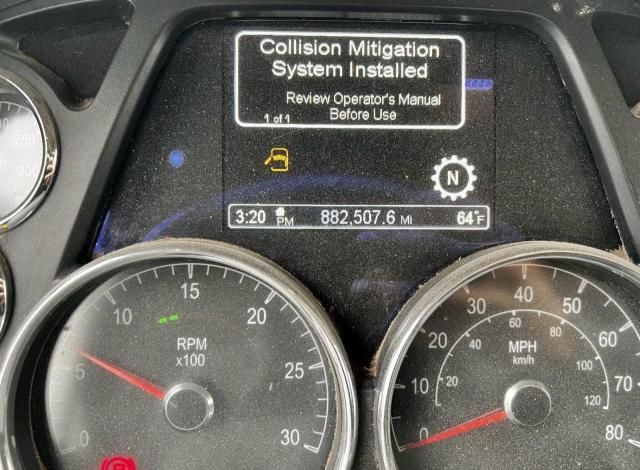 Collision Mitigation
System Installed
Review Operator's Manual
1 of 1
Before Use
N
3:20 PM 882,507.6 MI 64°F
250
300
0
5
10
15
20
25
30
RPM
x100
0
10
20
30
40
50
60
70
80
20
40
60
80
100
120
MPH
km/h